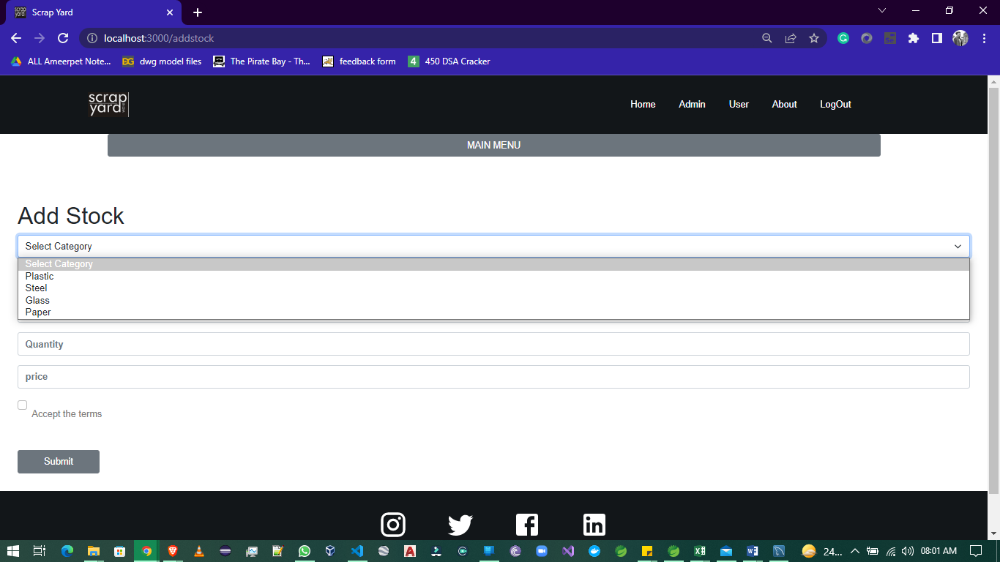 Scrap Yard
localhost:3000/addstock
ALL Ameerpet Note... DG dwg model files The Pirate Bay - Th... feedback form 4 450 DSA Cracker
scrap
yard
Home Admin User About LogOut
MAIN MENU
Add Stock
Select Category
Select Category
Plastic
Steel
Glass
Paper
Quantity
price
Accept the terms
Submit
24... 08:01 AM